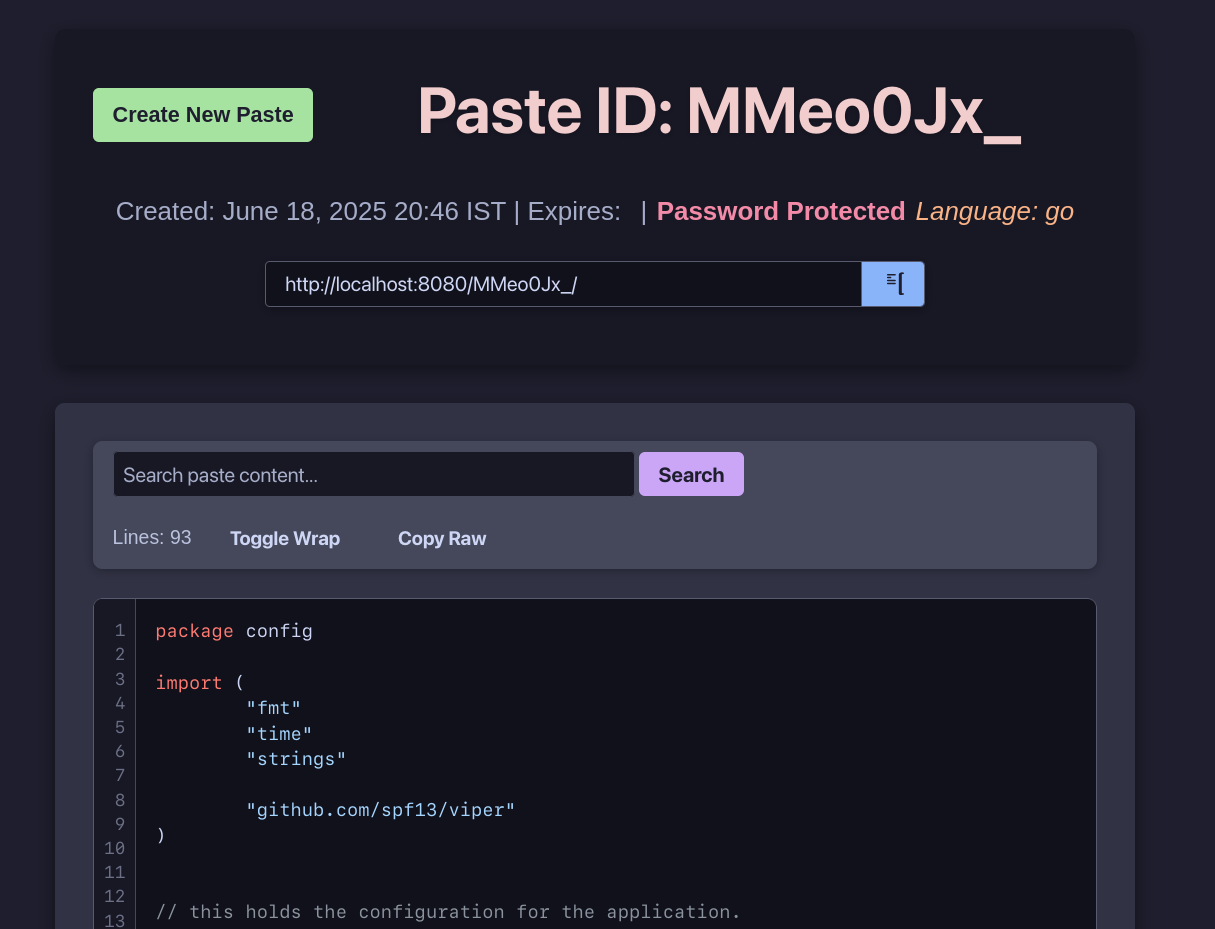 Create New Paste
Paste ID: MMeo0Jx_
Created: June 18, 2025 20:46 IST | Expires: | Password Protected Language: go
http://localhost:8080/MMeo0Jx_/
Search paste content...
Search
Lines: 93 Toggle Wrap Copy Raw
1 package config
2
3 import (
4 "fmt"
5 "time"
6 "strings"
7
8 "github.com/spf13/viper"
9 )
10
11
12 // this holds the configuration for the application.
13